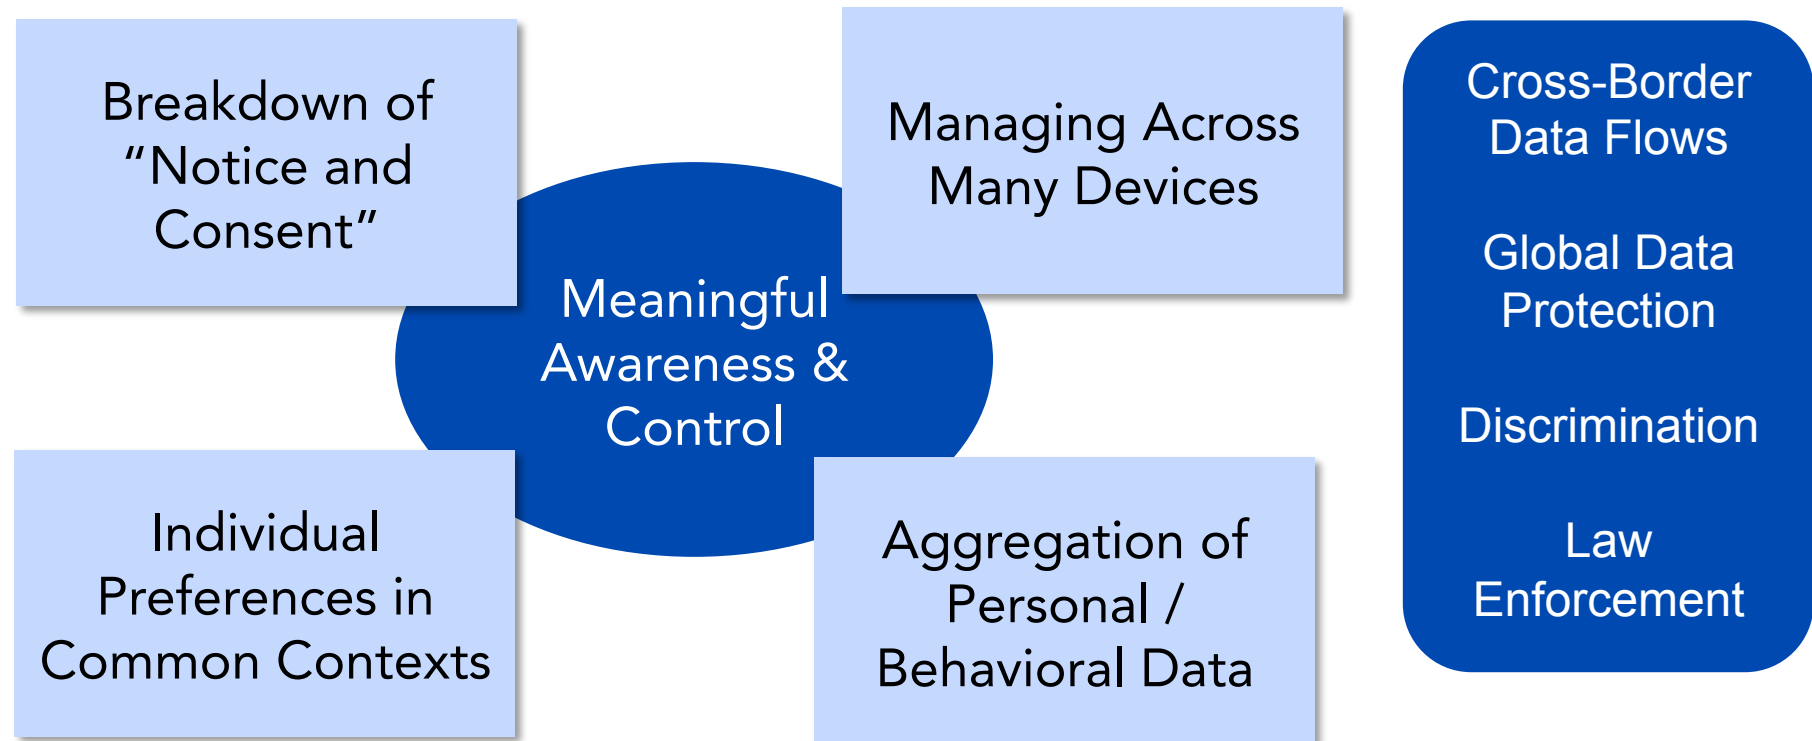 Breakdown of
“Notice and
Consent”
Managing Across
Many Devices
Meaningful
Awareness &
Control
Individual
Preferences in
Common Contexts
Aggregation of
Personal /
Behavioral Data
Cross-Border
Data Flows
Global Data
Protection
Discrimination
Law
Enforcement